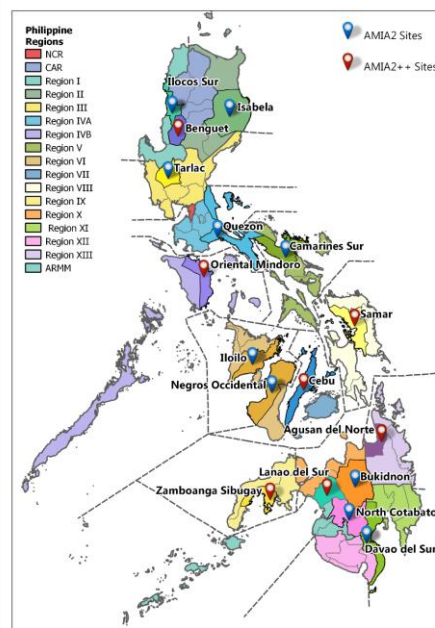 Philippine
Regions
NCR
CAR
Region I
Region II
Region III
Region IVA
Region IVB
Region V
Region VI
Region VII
Region VIII
Region IX
Region X
Region XI
Region XII
Region XIII
ARMM
AMIA2 Sites
AMIA2++ Sites
Ilocos Sur
Isabela
Benguet
Tarlac
Quezon
Camarines Sur
Oriental Mindoro
Samar
Iloilo
Negros Occidental
Cebu
Agusan del Norte
Lanao del Sur
Bukidnon
Zamboanga Sibugay
North Cotabato
Davao del Sur